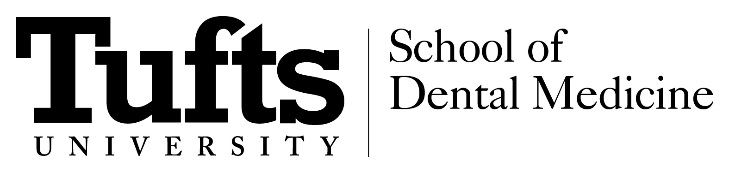 Tufts
UNIVERSITY
School of
Dental Medicine